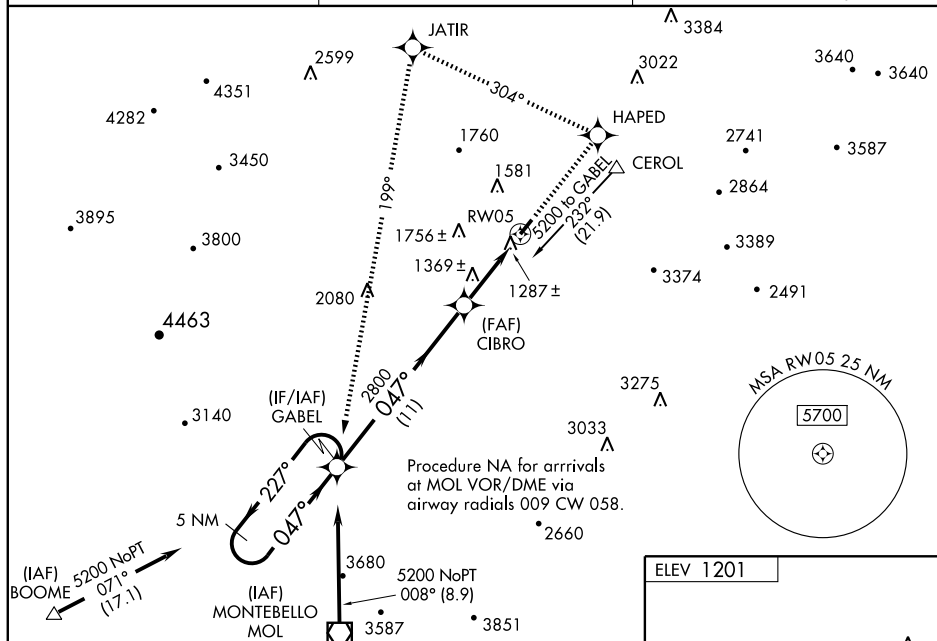 JATIR
3384
2599
3022
3640
3640
4351
304°
4282
HAPED
1760
2741
3587
3450
1581
CEROL
199°
2864
RW05
5200 to GABEL
232°
(21.9)
3895
1756 ±
3389
3800
1369 ±
3374
1287 ±
2491
2080
(FAF)
CIBRO
4463
MSA RW05 25 NM
2800
047°
(11)
5700
(IF/IAF)
GABEL
3275
3140
3033
227°
Procedure NA for arrrivals
at MOL VOR/DME via
airway radials 009 CW 058.
5 NM
047°
2660
(IAF)
BOOME
5200 NoPT
071°
(17.1)
3680
ELEV 1201
(IAF)
MONTEBELLO
MOL
5200 NoPT
008° (8.9)
3587
3851